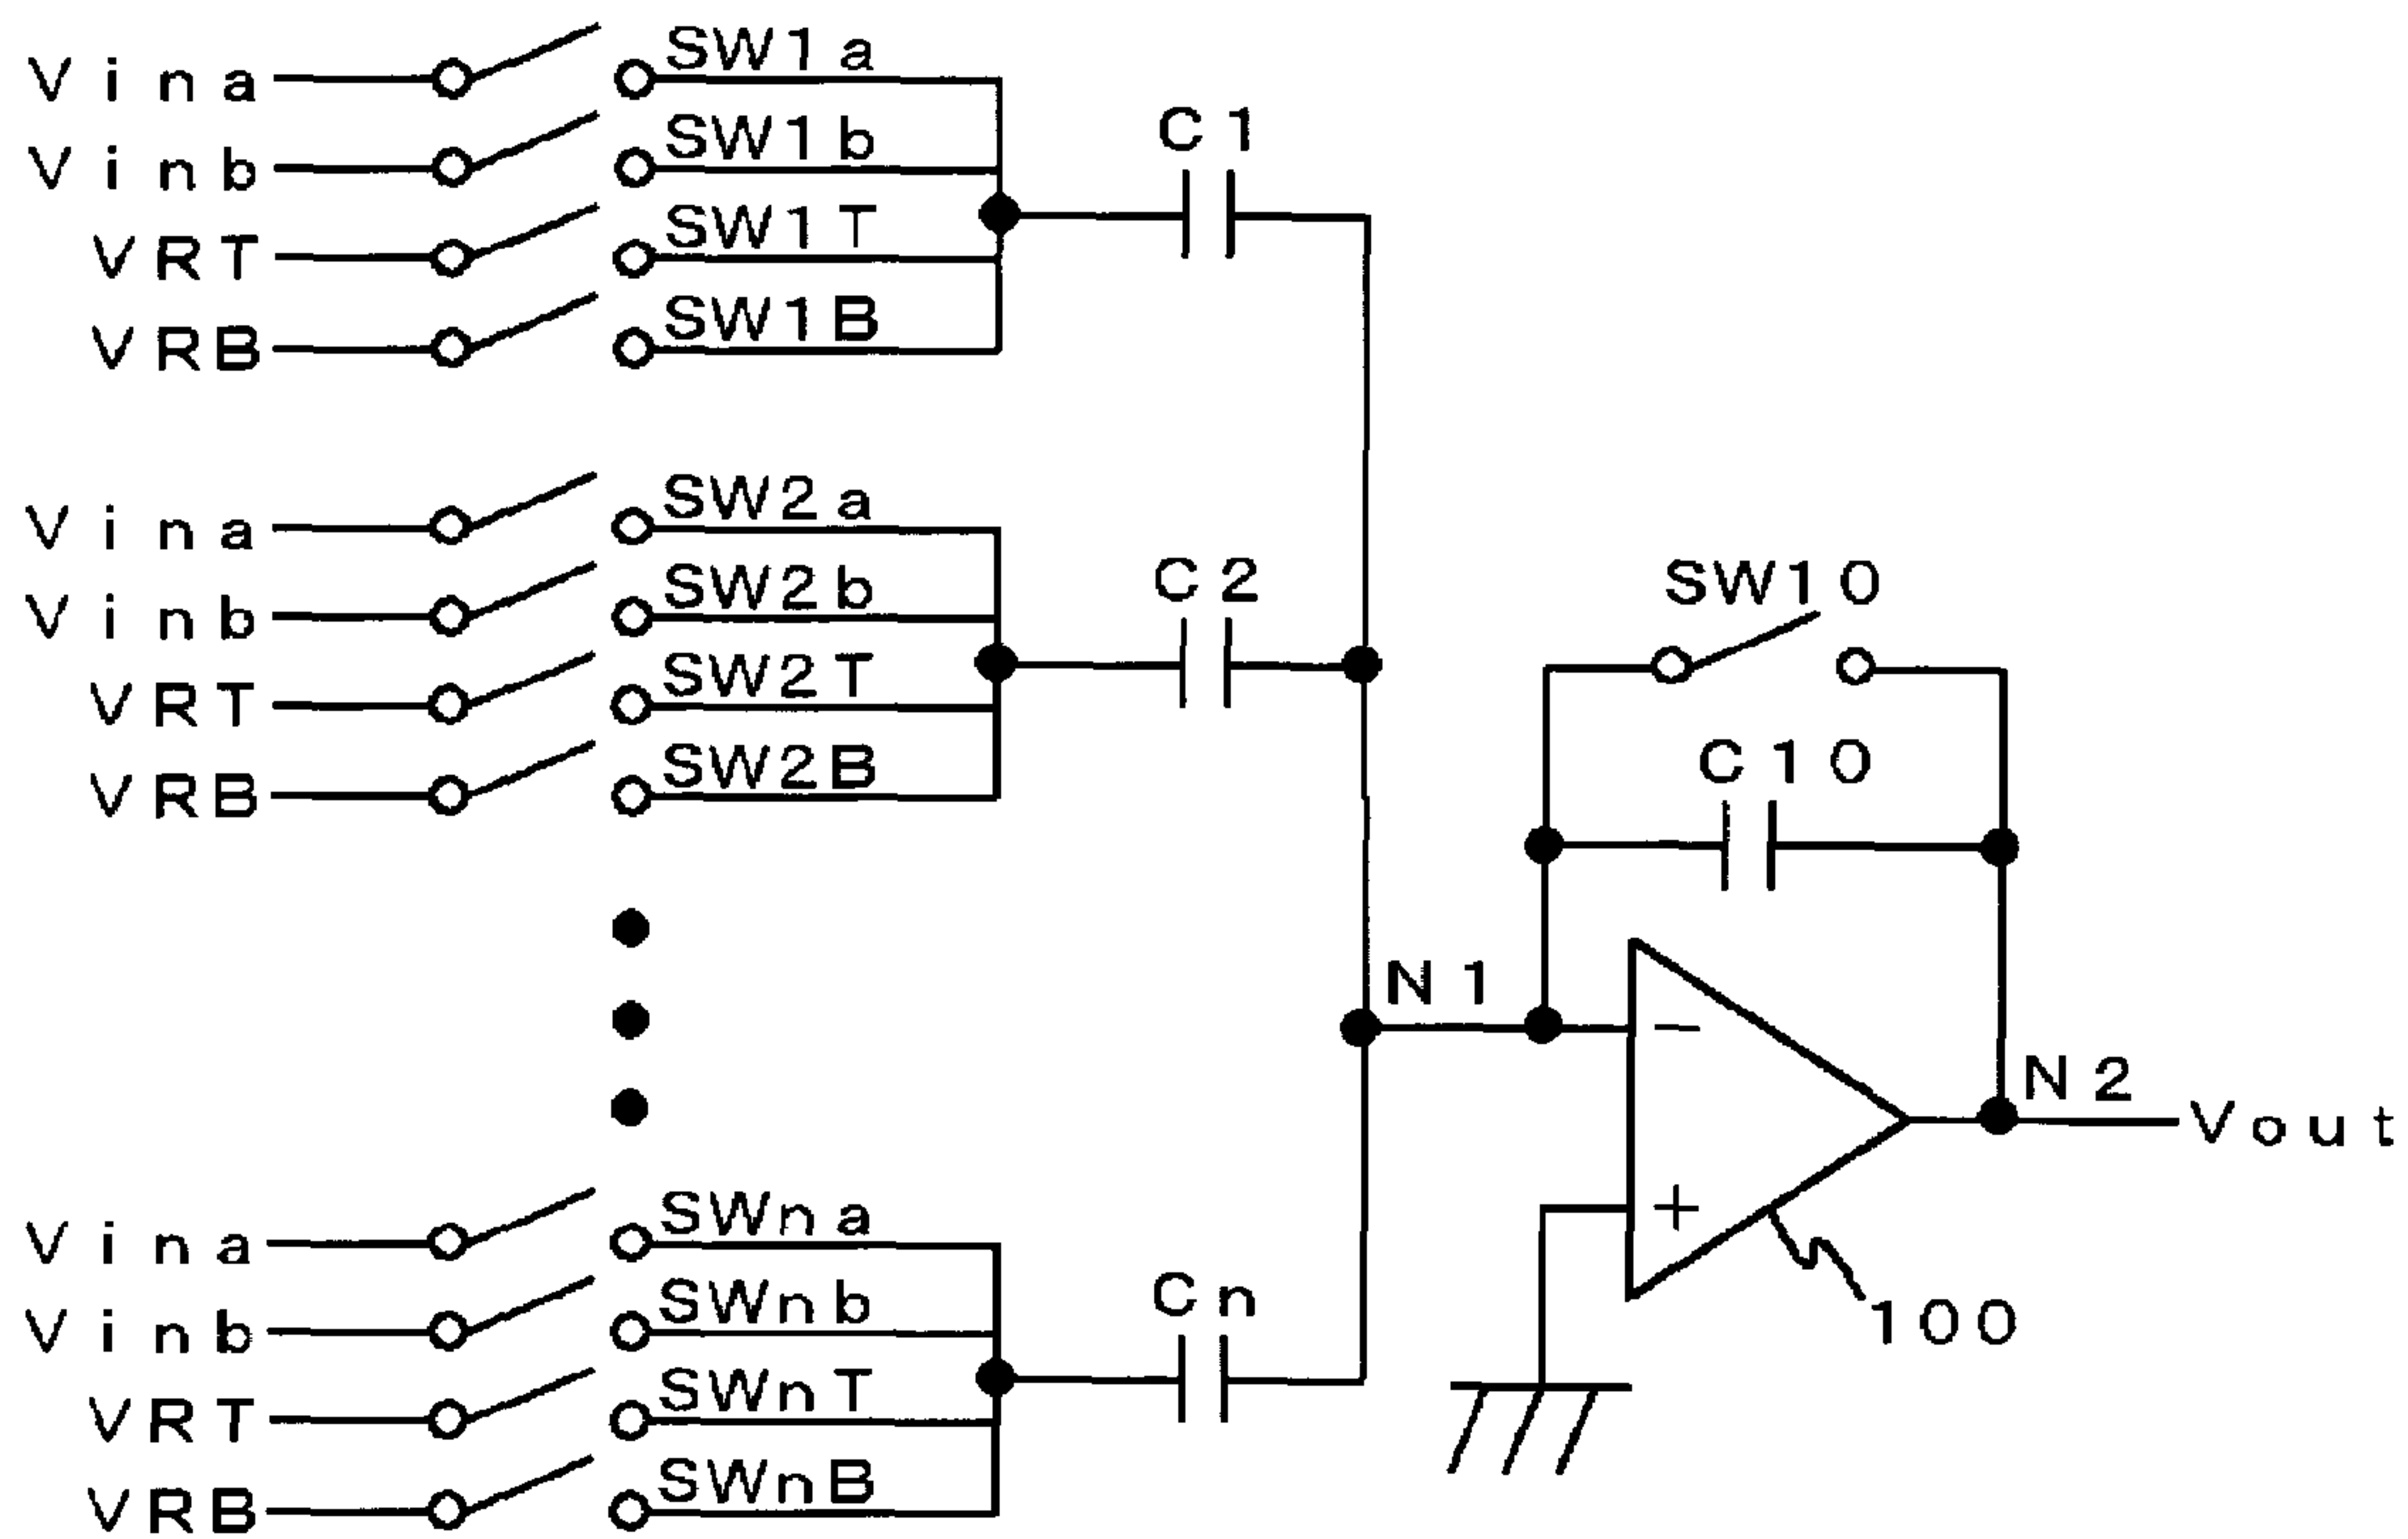 Vina SW1a
Vinb SW1b
VRT SW1T
VRB SW1B
C1
Vina SW2a
Vinb SW2b
VRT SW2T
VRB SW2B
C2
SW10
C10
N1
−
+
N2
Vout
100
Vina SWna
Vinb SWnb
VRT SWnT
VRB SWnB
Cn